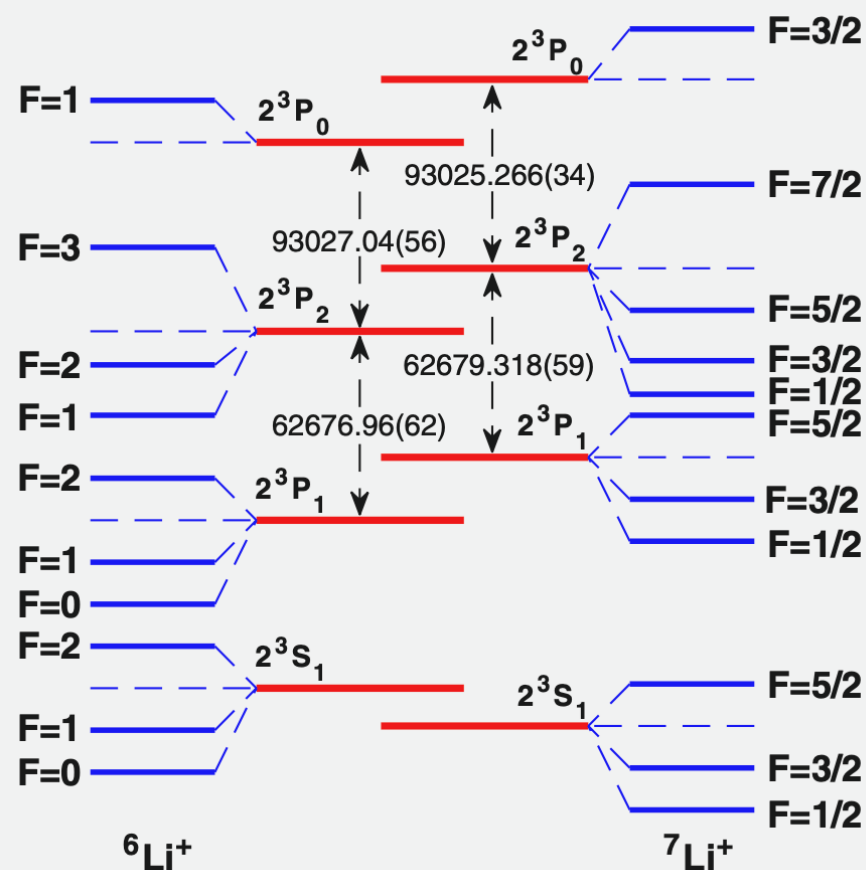 F=3/2
2³P₀
F=1
2³P₀
93025.266(34)
F=7/2
F=3
93027.04(56)
2³P₂
2³P₂
F=5/2
F=2
62679.318(59)
F=3/2
F=1/2
F=1
62676.96(62)
2³P₁
F=5/2
F=2
2³P₁
F=3/2
F=1/2
F=1
F=0
F=2
2³S₁
2³S₁
F=5/2
F=1
F=3/2
F=0
F=1/2
⁶Li⁺
⁷Li⁺